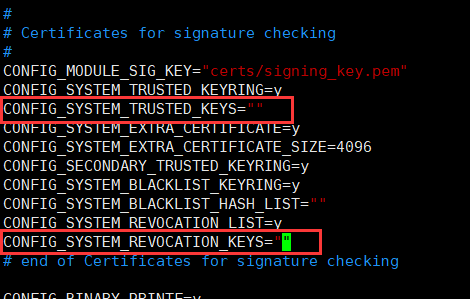 #
# Certificates for signature checking
#
CONFIG_MODULE_SIG_KEY="certs/signing_key.pem"
CONFIG_SYSTEM_TRUSTED_KEYRING=y
CONFIG_SYSTEM_TRUSTED_KEYS=""
CONFIG_SYSTEM_EXTRA_CERTIFICATE=y
CONFIG_SYSTEM_EXTRA_CERTIFICATE_SIZE=4096
CONFIG_SECONDARY_TRUSTED_KEYRING=y
CONFIG_SYSTEM_BLACKLIST_KEYRING=y
CONFIG_SYSTEM_BLACKLIST_HASH_LIST=""
CONFIG_SYSTEM_REVOCATION_LIST=y
CONFIG_SYSTEM_REVOCATION_KEYS=""
# end of Certificates for signature checking
CONFIG_BINARY_PRINTF=y